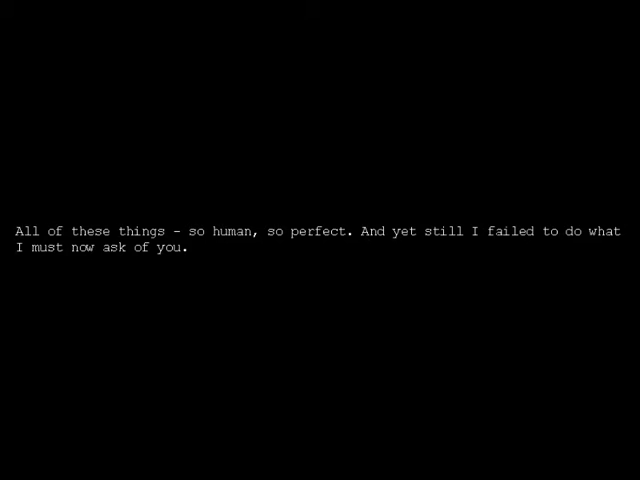 All of these things - so human, so perfect. And yet still I failed to do what
I must now ask of you.